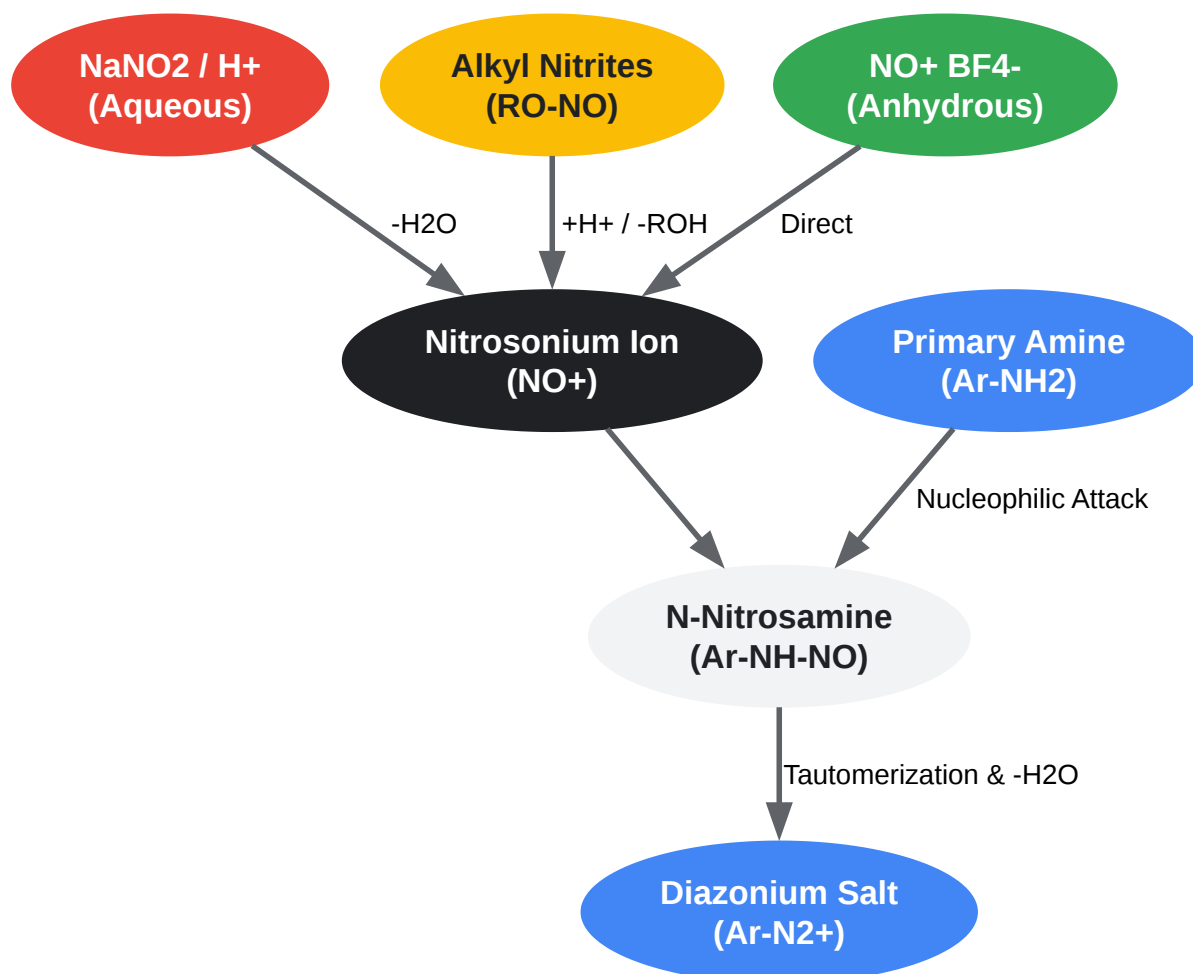 NaNO2 / H+
(Aqueous)
Alkyl Nitrites
(RO-NO)
NO+ BF4-
(Anhydrous)
-H2O
+H+ / -ROH
Direct
Nitrosonium Ion
(NO+)
Primary Amine
(Ar-NH2)
Nucleophilic Attack
N-Nitrosamine
(Ar-NH-NO)
Tautomerization & -H2O
Diazonium Salt
(Ar-N2+)